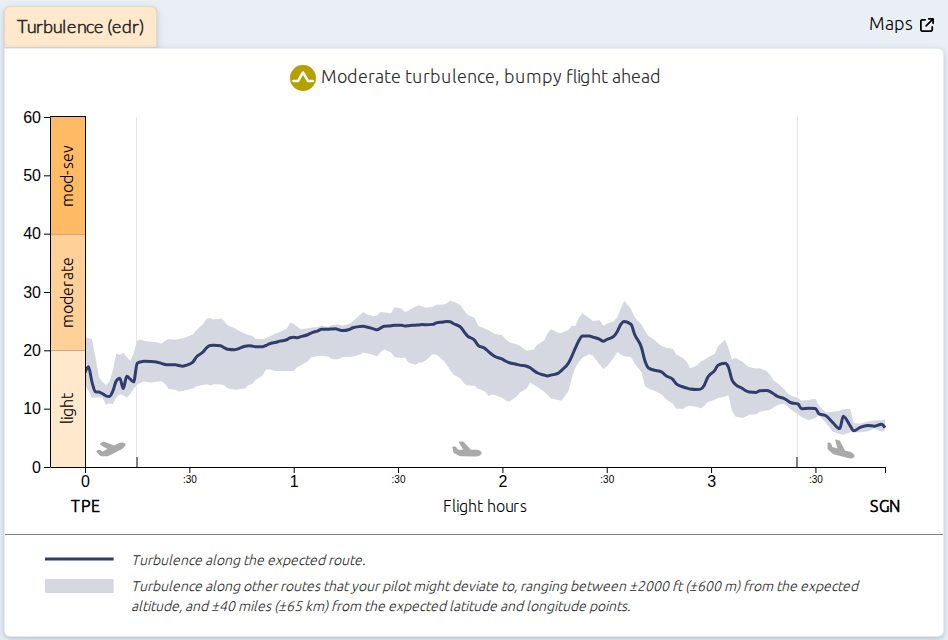 Turbulence (edr)
Maps
Moderate turbulence, bumpy flight ahead
60
50
40
30
20
10
0
mod-sev
moderate
light
0 :30 1 :30 2 :30 3 :30
TPE Flight hours SGN
Turbulence along the expected route.
Turbulence along other routes that your pilot might deviate to, ranging between ±2000 ft (±600 m) from the expected
altitude, and ±40 miles (±65 km) from the expected latitude and longitude points.